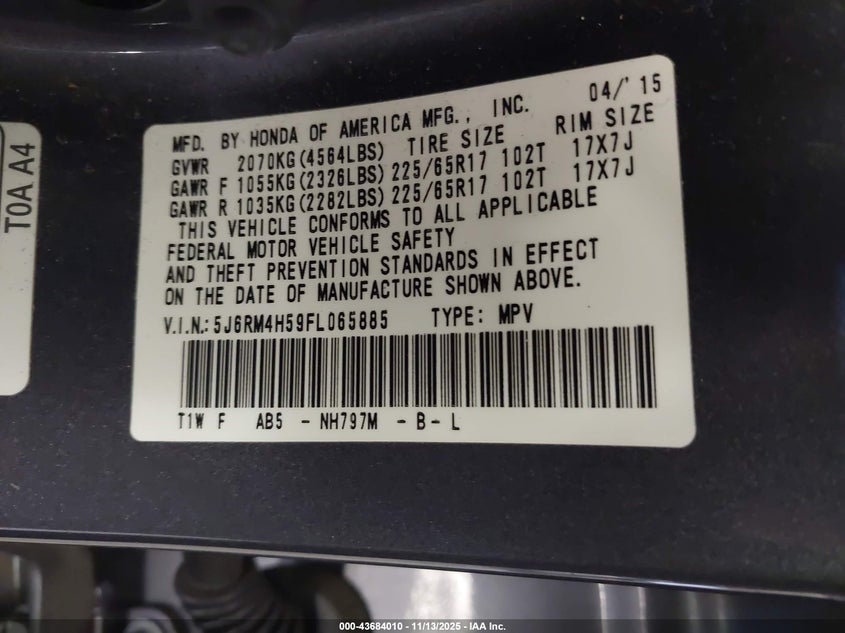 T0A A4
04/'15
MFD. BY HONDA OF AMERICA MFG., INC.
GVWR 2070KG(4564LBS) TIRE SIZE RIM SIZE
GAWR F 1055KG(2326LBS) 225/65R17 102T 17X7J
GAWR R 1035KG(2282LBS) 225/65R17 102T 17X7J
THIS VEHICLE CONFORMS TO ALL APPLICABLE
FEDERAL MOTOR VEHICLE SAFETY
AND THEFT PREVENTION STANDARDS IN EFFECT
ON THE DATE OF MANUFACTURE SHOWN ABOVE.
V.I.N.: 5J6RM4H59FL065885 TYPE: MPV
T1W F AB5 - NH797M - B - L
000-43684010 - 11/13/2025 - IAA Inc.